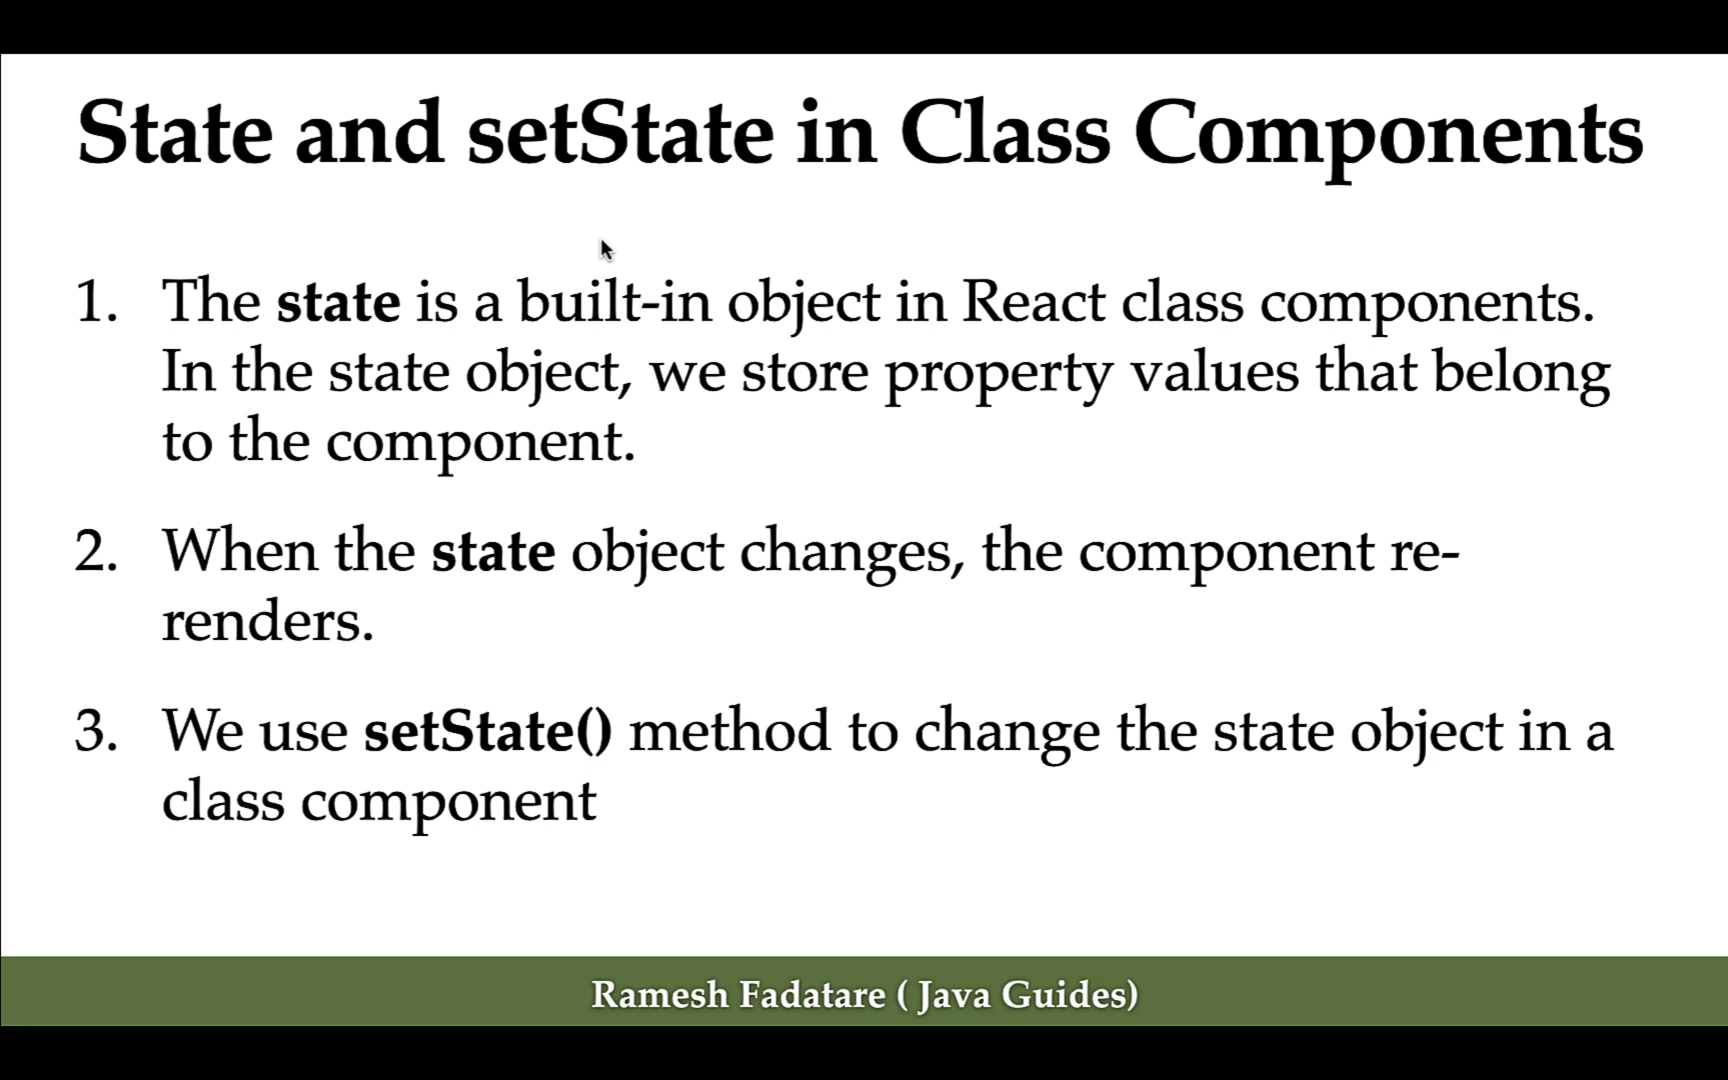 State and setState in Class Components
1. The state is a built-in object in React class components.
In the state object, we store property values that belong
to the component.
2. When the state object changes, the component re-
renders.
3. We use setState() method to change the state object in a
class component
Ramesh Fadatare ( Java Guides)